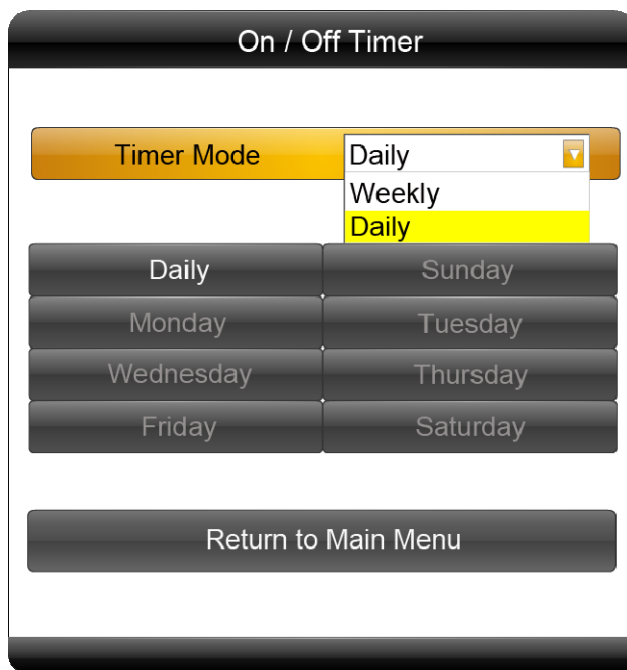 On / Off Timer
Timer Mode
Daily
Weekly
Daily
Daily
Sunday
Monday
Tuesday
Wednesday
Thursday
Friday
Saturday
Return to Main Menu